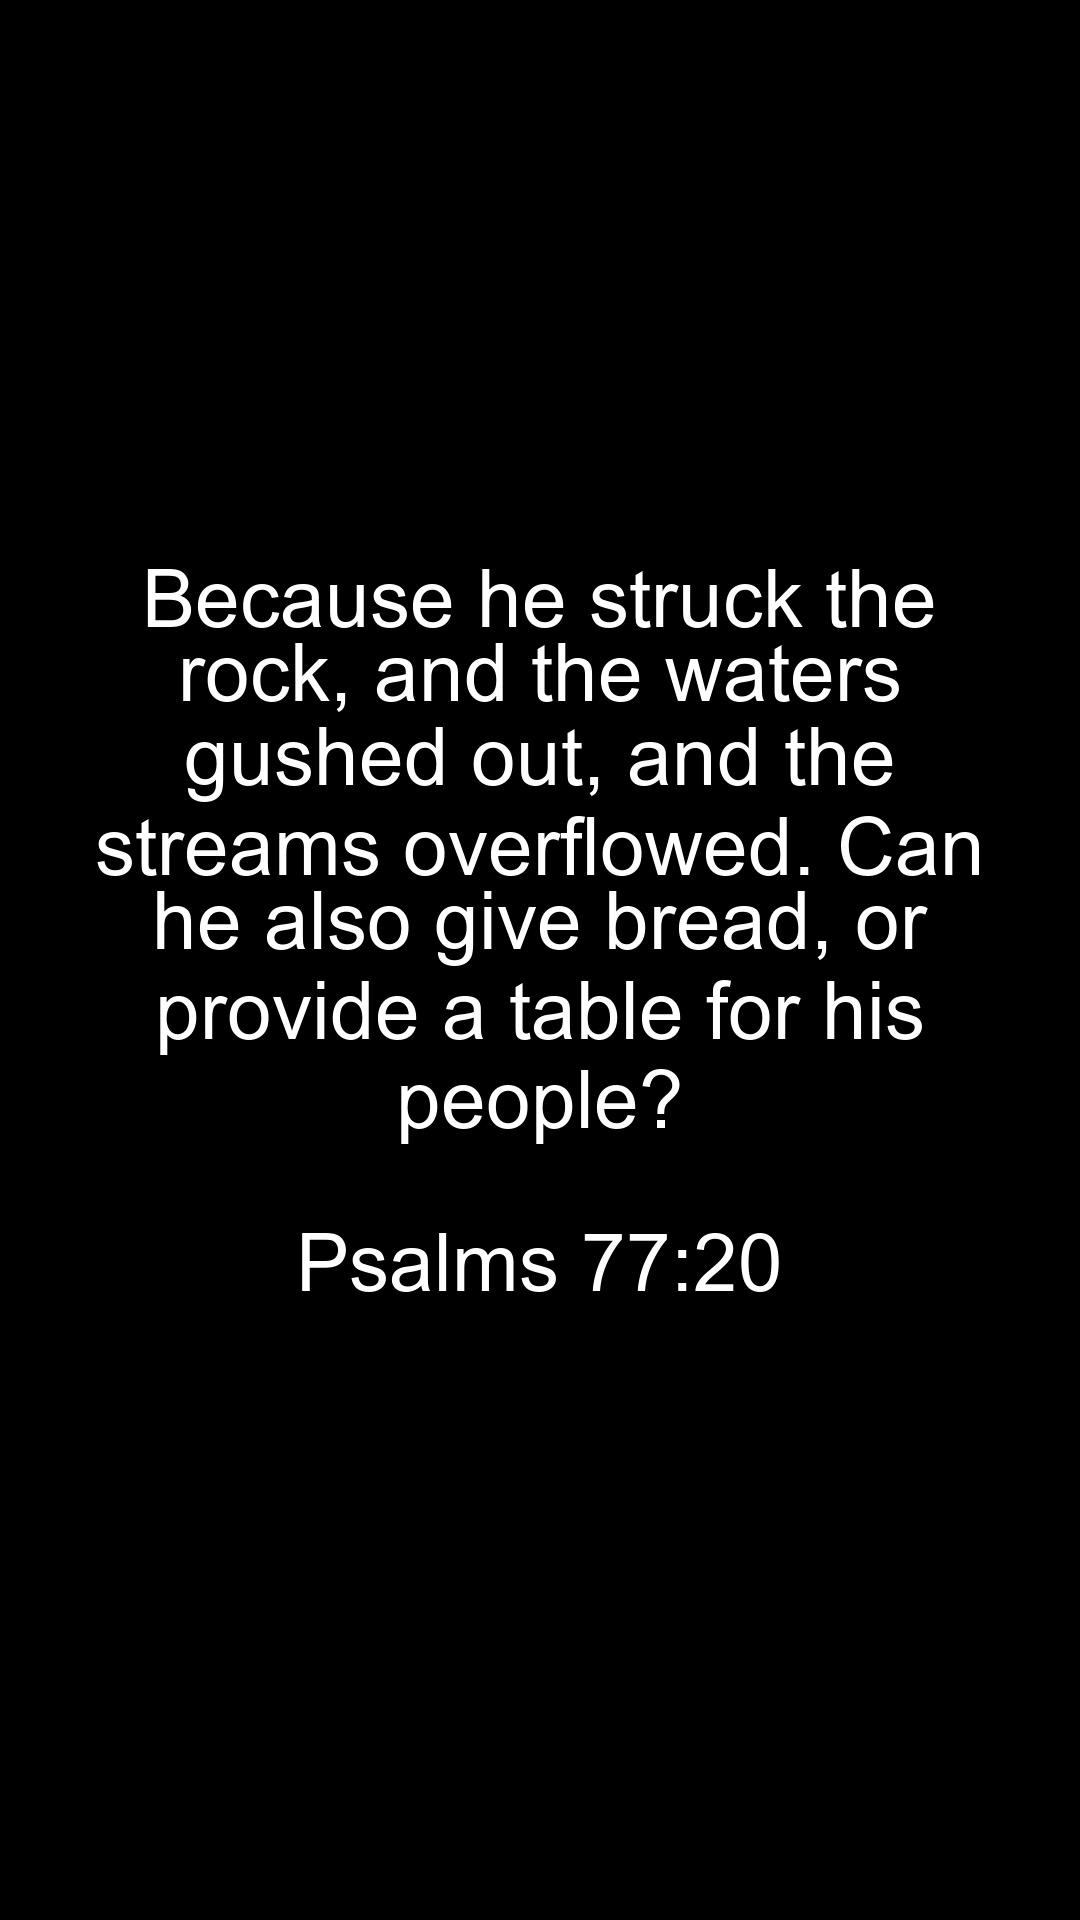 Because he struck the
rock, and the waters
gushed out, and the
streams overflowed. Can
he also give bread, or
provide a table for his
people?
Psalms 77:20